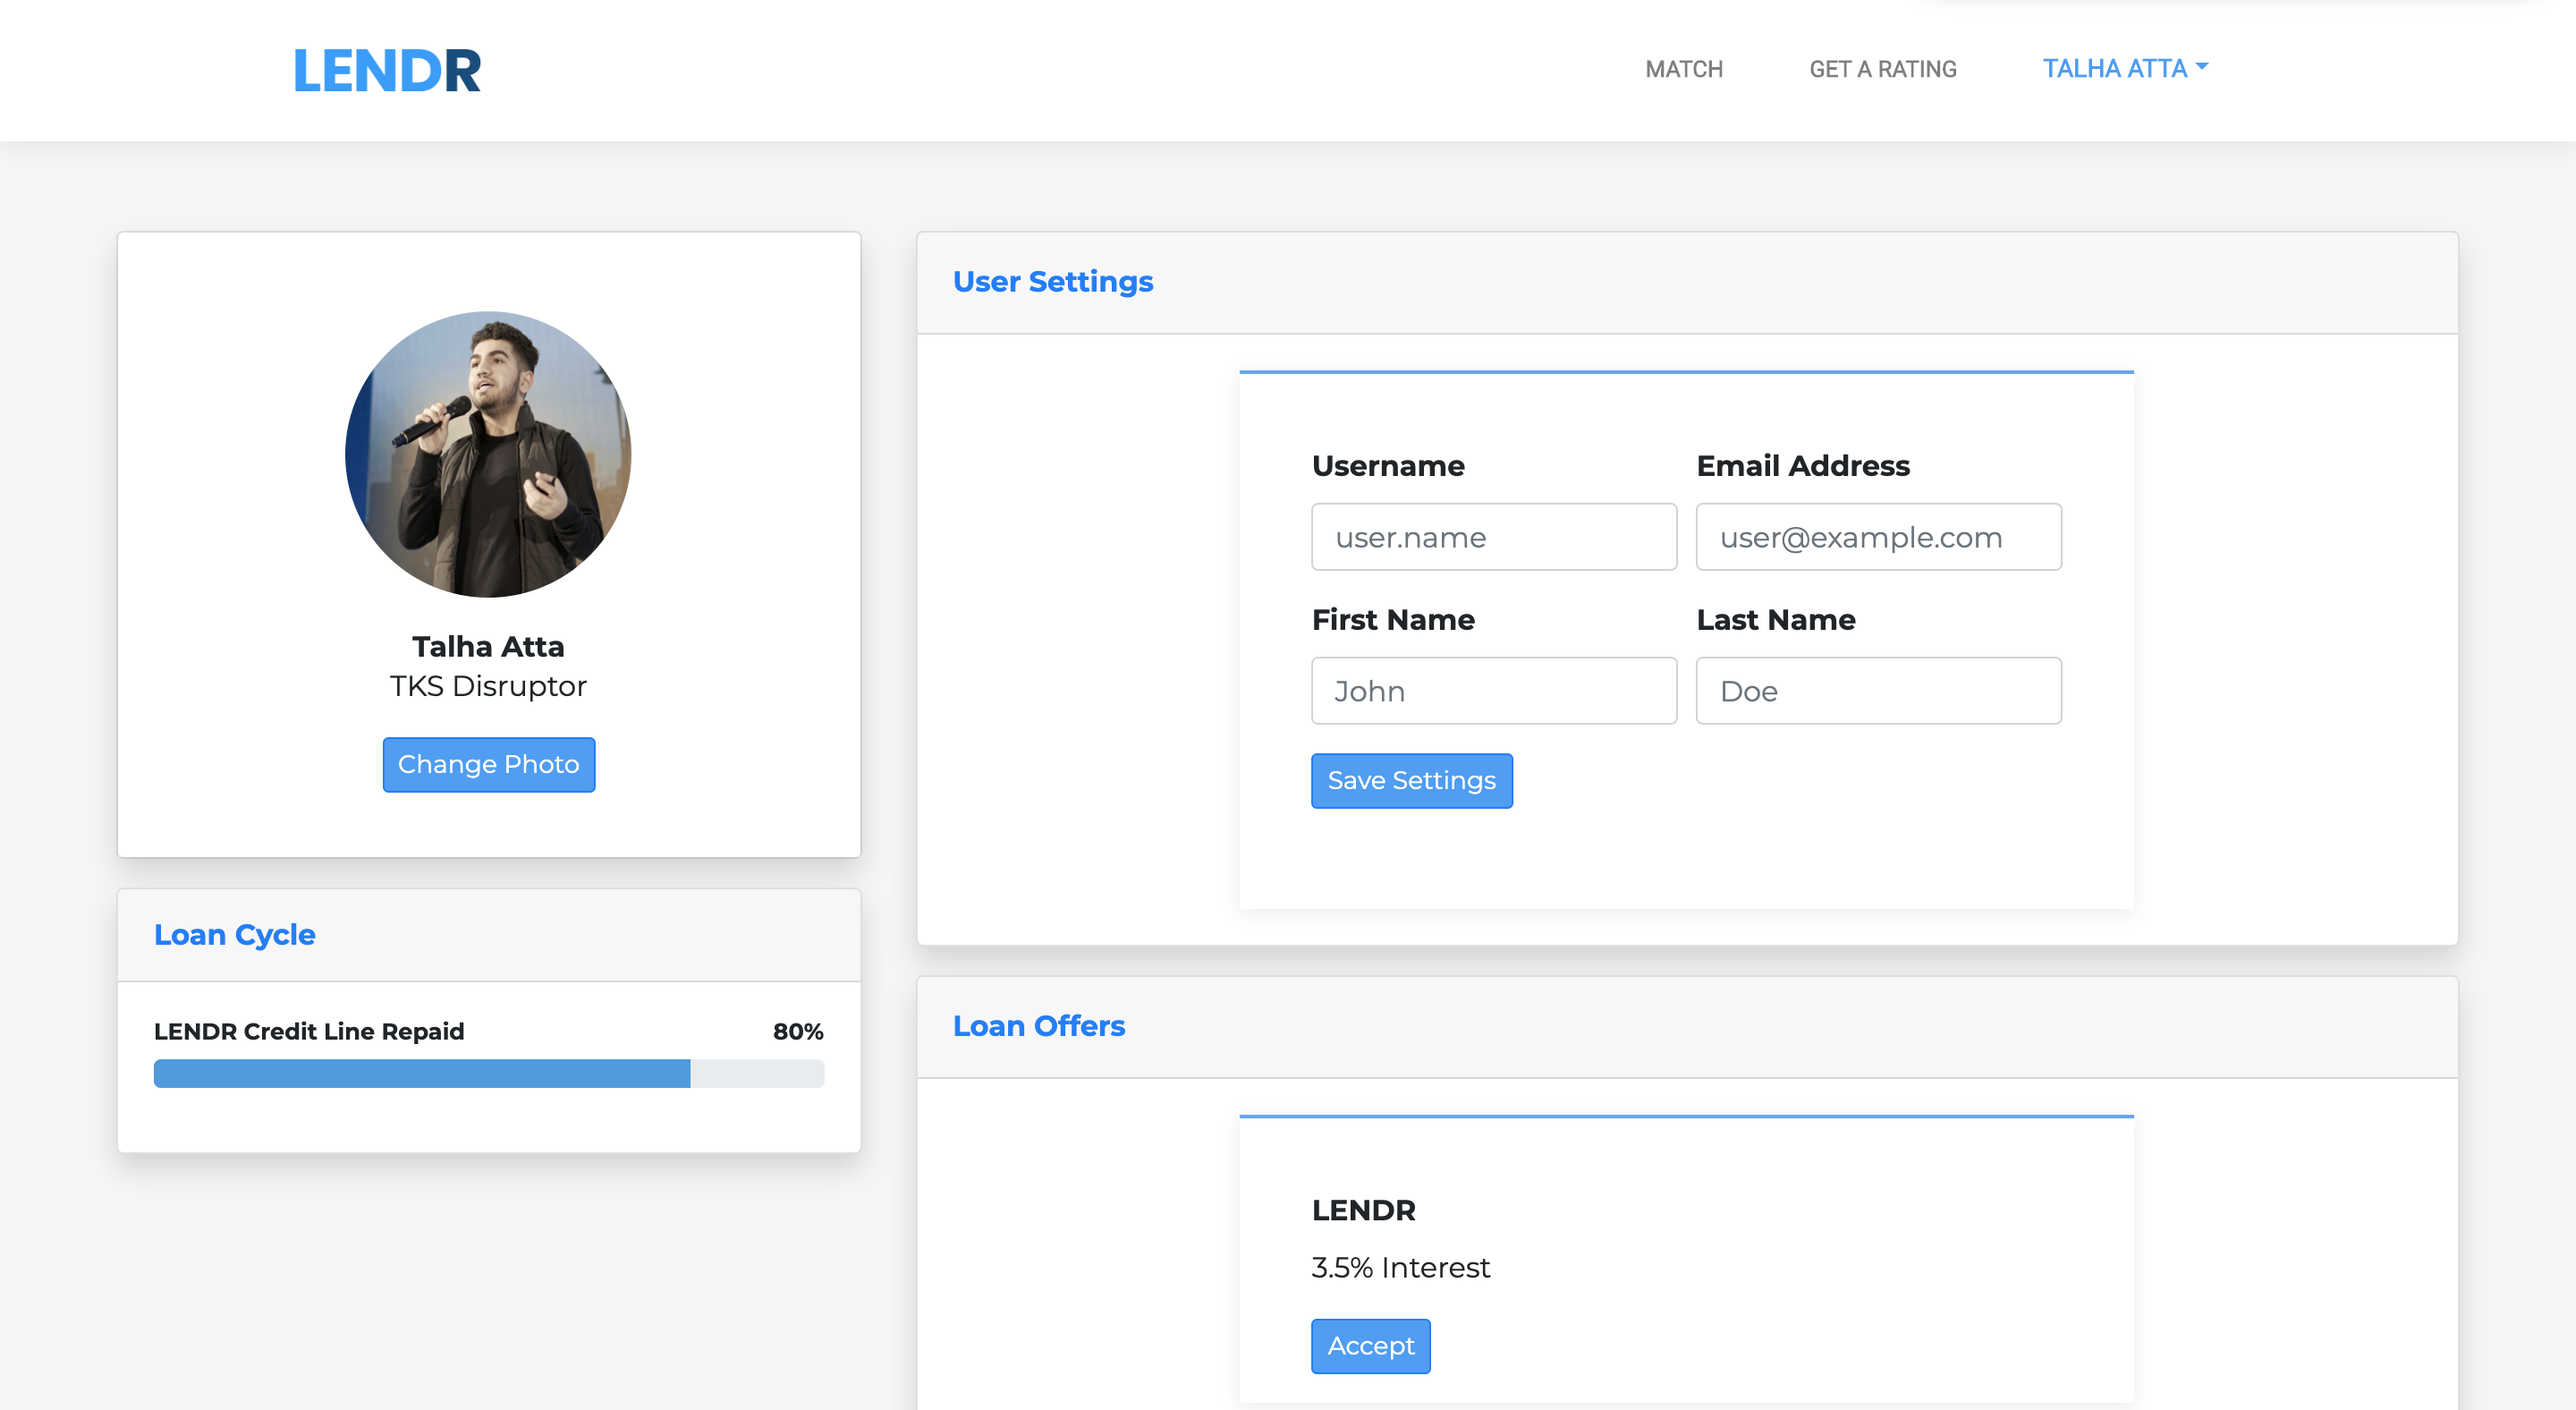 LENDR
MATCH
GET A RATING
TALHA ATTA
Talha Atta
TKS Disruptor
Change Photo
Loan Cycle
LENDR Credit Line Repaid 80%
User Settings
Username Email Address
user.name user@example.com
First Name Last Name
John Doe
Save Settings
Loan Offers
LENDR
3.5% Interest
Accept